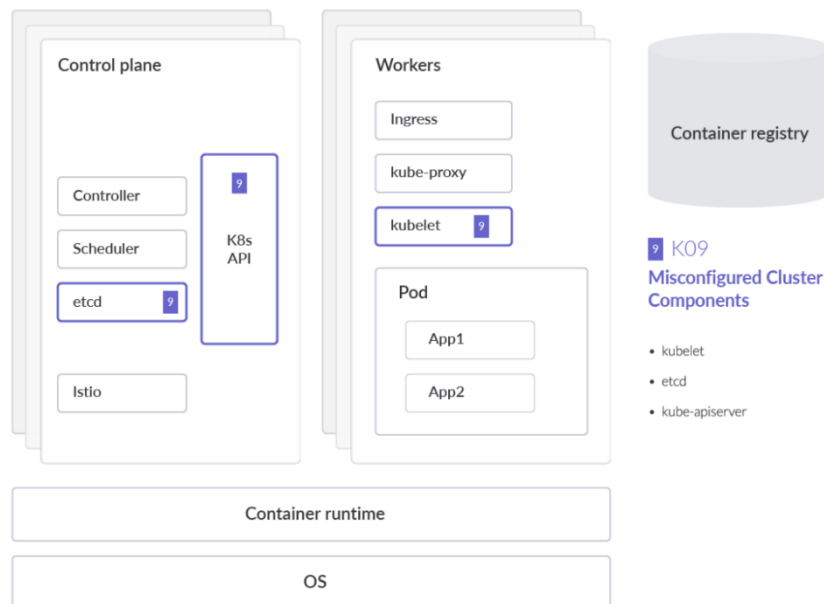 Control plane
Controller
Scheduler
etcd
9
Istio
9
K8s
API
Workers
Ingress
kube-proxy
kubelet
9
Pod
App1
App2
Container registry
9 K09
Misconfigured Cluster
Components
• kubelet
• etcd
• kube-apiserver
Container runtime
OS